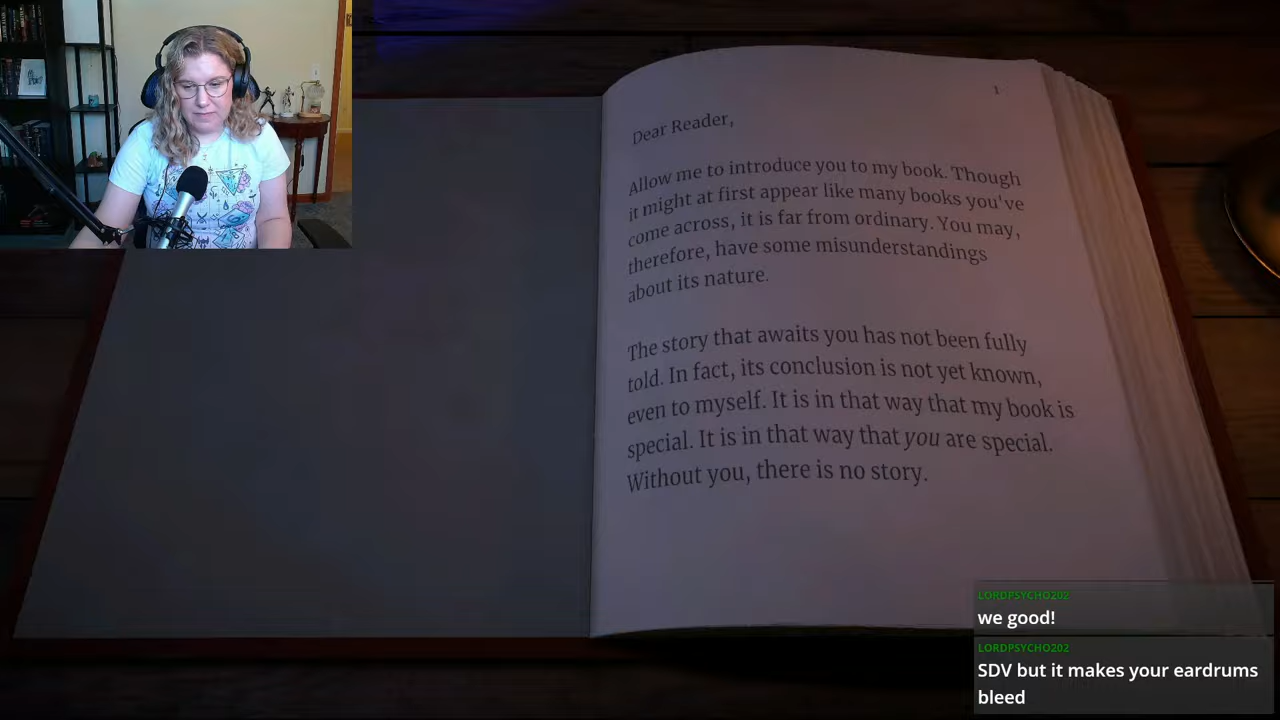 1
Dear Reader,
Allow me to introduce you to my book. Though
it might at first appear like many books you've
come across, it is far from ordinary. You may,
therefore, have some misunderstandings
about its nature.
The story that awaits you has not been fully
told. In fact, its conclusion is not yet known,
even to myself. It is in that way that my book is
special. It is in that way that you are special.
Without you, there is no story.
LORDPSYCHO202
we good!
LORDPSYCHO202
SDV but it makes your eardrums
bleed